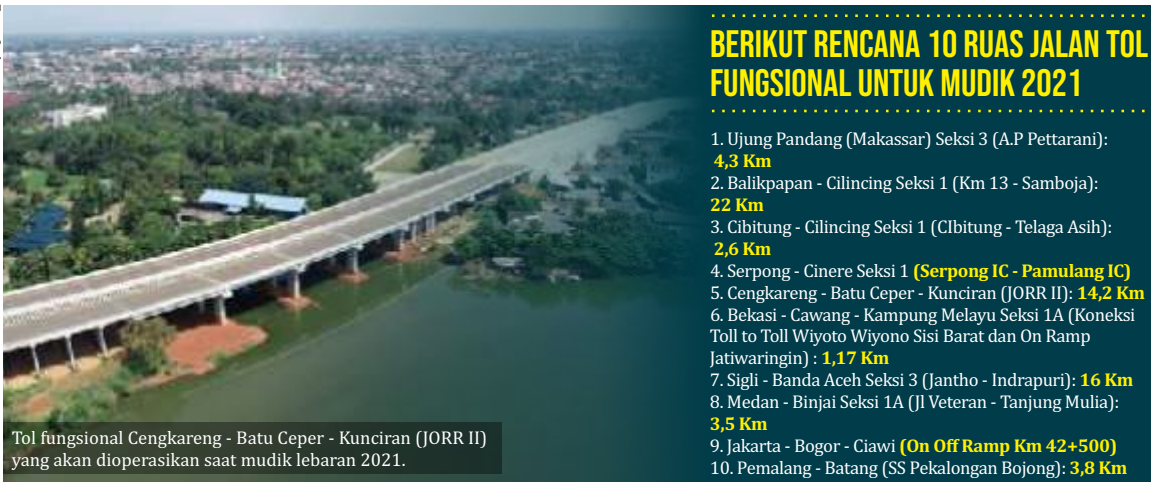 BERIKUT RENCANA 10 RUAS JALAN TOL
FUNGSIONAL UNTUK MUDIK 2021
1. Ujung Pandang (Makassar) Seksi 3 (A.P Pettarani):
4,3 Km
2. Balikpapan - Cilincing Seksi 1 (Km 13 - Samboja):
22 Km
3. Cibitung - Cilincing Seksi 1 (CIbitung - Telaga Asih):
2,6 Km
4. Serpong - Cinere Seksi 1 (Serpong IC - Pamulang IC)
5. Cengkareng - Batu Ceper - Kunciran (JORR II): 14,2 Km
6. Bekasi - Cawang - Kampung Melayu Seksi 1A (Koneksi
Toll to Toll Wiyoto Wiyono Sisi Barat dan On Ramp
Jatiwaringin) : 1,17 Km
7. Sigli - Banda Aceh Seksi 3 (Jantho - Indrapuri): 16 Km
8. Medan - Binjai Seksi 1A (Jl Veteran - Tanjung Mulia):
3,5 Km
9. Jakarta - Bogor - Ciawi (On Off Ramp Km 42+500)
10. Pemalang - Batang (SS Pekalongan Bojong): 3,8 Km
Tol fungsional Cengkareng - Batu Ceper - Kunciran (JORR II)
yang akan dioperasikan saat mudik lebaran 2021.